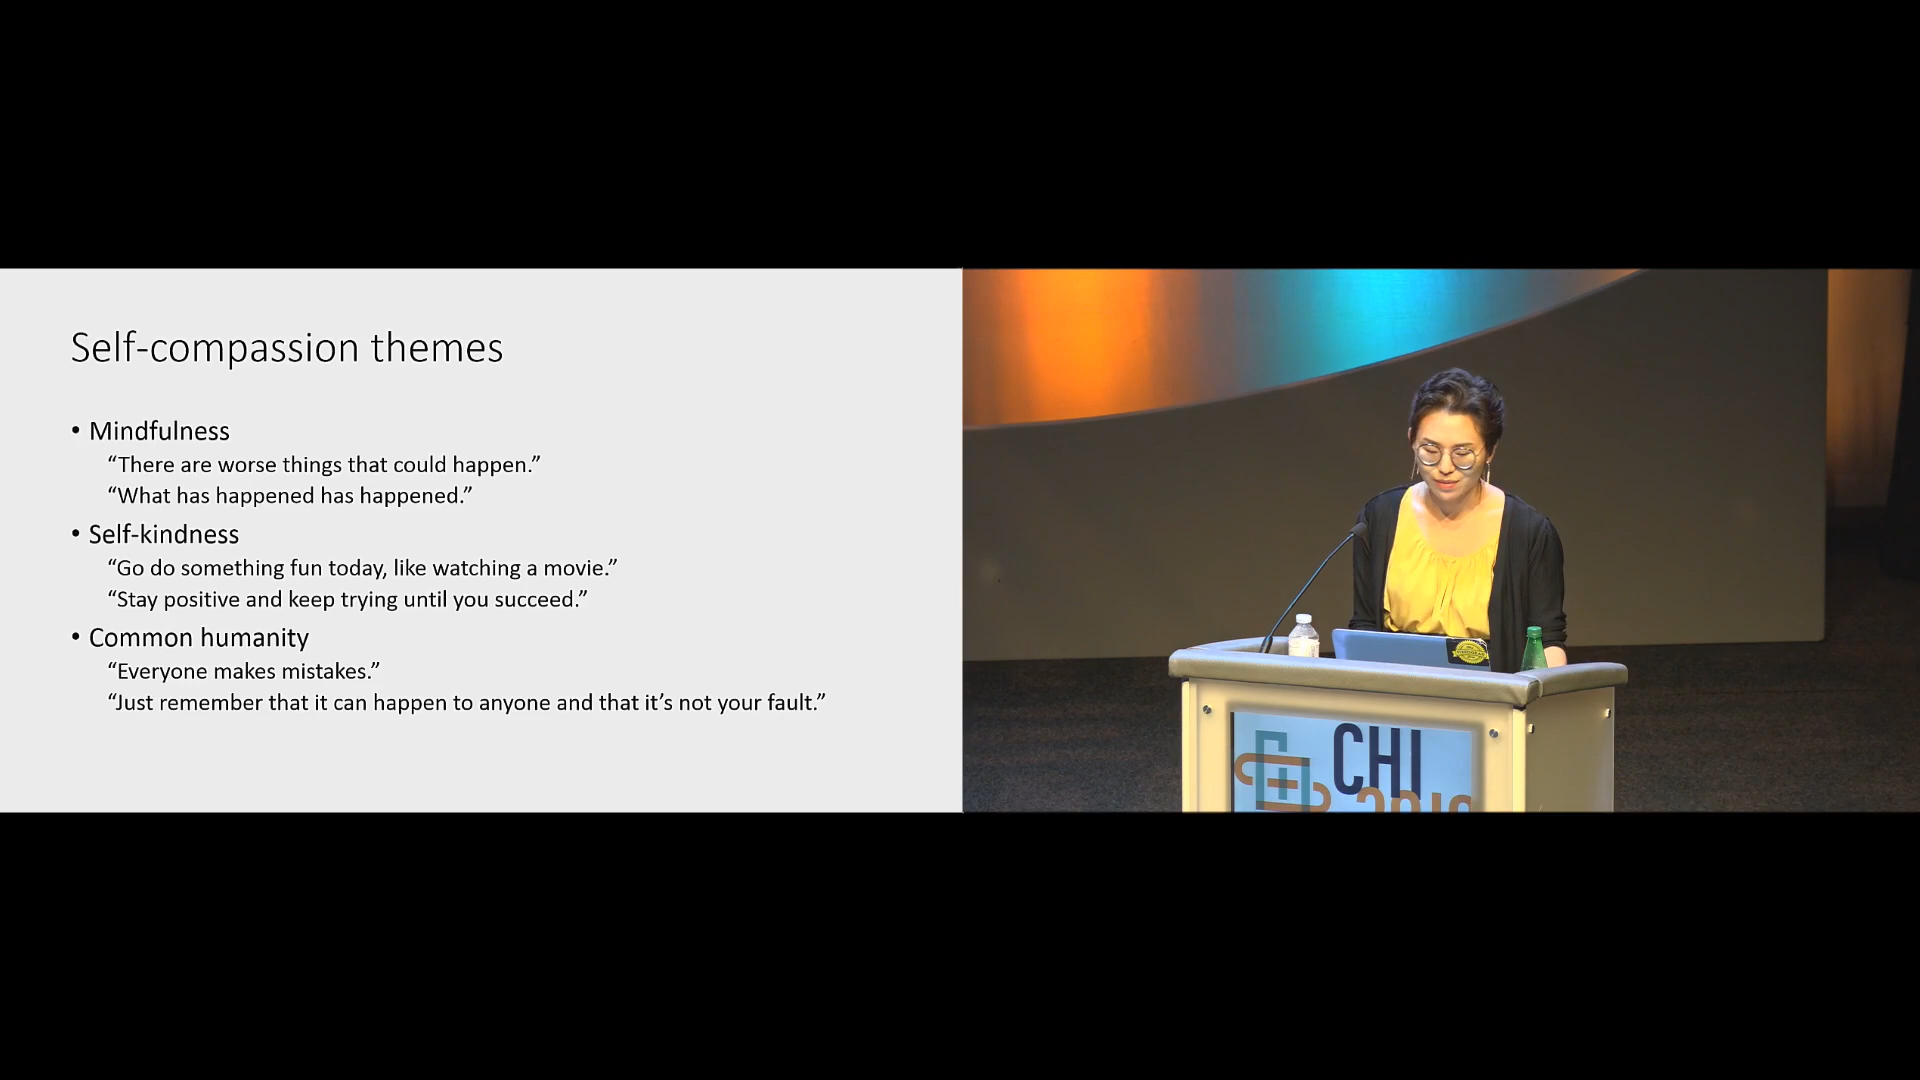 Self-compassion themes
• Mindfulness
“There are worse things that could happen.”
“What has happened has happened.”
• Self-kindness
“Go do something fun today, like watching a movie.”
“Stay positive and keep trying until you succeed.”
• Common humanity
“Everyone makes mistakes.”
“Just remember that it can happen to anyone and that it’s not your fault.”
CHI